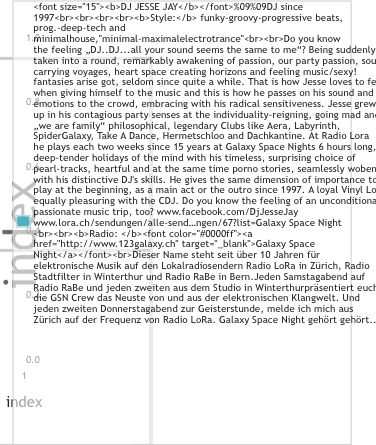 <font size="15"><b>DJ JESSE JAY</b></font>%09%09DJ since
1997<br><br><br><br><b>Style:</b> funky-groovy-progressive beats,
prog.-deep-tech and
minimalhouse,"minimal-maximalelectrotrance"<br><br>Do you know
the feeling „DJ..DJ...all your sound seems the same to me“? Being suddenly
taken into a round, remarkably awakening of passion, our party passion, sou
carrying voyages, heart space creating horizons and feeling music/sexy!
fantasies arise got, seldom since quite a while. That is how Jesse loves to fe
when giving himself to the music and this is how he passes on his sound and
emotions to the crowd, embracing with his radical sensitivity. Jesse grew
up in his contagious party senses at the individuality-reigning, going mad and
„we are family“ philosophical, legendary Clubs like Aera, Labyrinth,
SpiderGalaxy, Take A Dance, Hermetschloo and Dachkantine. At Radio Lora
he plays each two weeks since 15 years at Galaxy Space Nights 6 hours long,
deep-tender holidays of the mind with his timeless, surprising choice of
pearl-tracks, heartful and at the same time porno stories, seamlessly woben
with his distinctive DJ's skills. He gives the same dimension of importance to
play at the beginning, as a main act or the outro since 1997. A loyal Vinyl Lo
equally pleasuring with the CDJ. Do you know the feeling of an unconditiona
passionate music trip, too? www.facebook.com/DjJesseJay
www.lora.ch/sendungen/alle-send...ngen/67?list=Galaxy Space Night
<br><br><b>Radio: </b><font color="#0000ff"><a
href="http://www.123galaxy.ch" target="_blank">Galaxy Space
Night</a></font><br>Dieser Name steht seit über 10 Jahren für
elektronische Musik auf den Lokalradiosendern Radio LoRa in Zürich, Radio
Stadtfilter in Winterthur und Radio RaBe in Bern.Jeden Samstagabend auf
Radio RaBe und jeden zweiten aus dem Studio in Winterthurpräsentiert euch
die GSN Crew das Neuste von und aus der elektronischen Klangwelt. Und
jeden zweiten Donnerstagabend zur Geisterstunde, melde ich mich aus
Zürich auf der Frequenz von Radio LoRa. Galaxy Space Night gehört gehört...
0.0
1
index
index